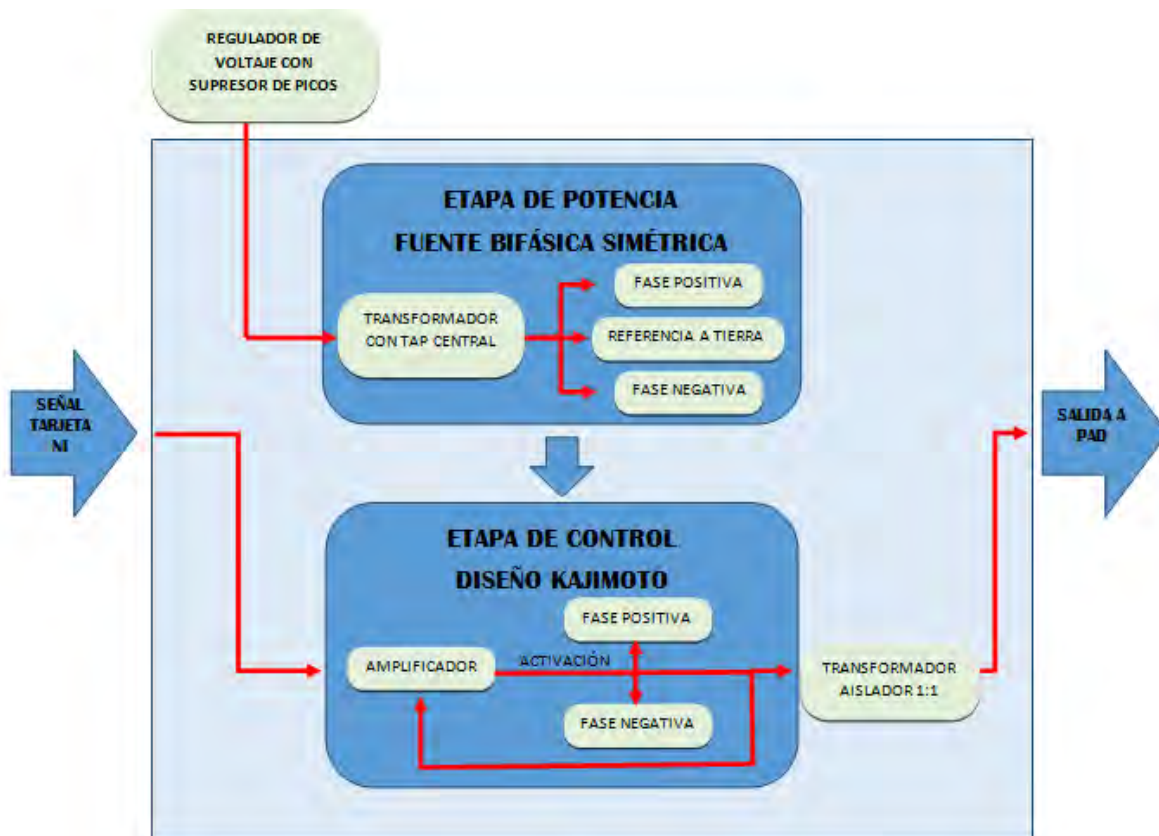 REGULADOR DE
VOLTAJE CON
SUPRESOR DE PICOS
ETAPA DE POTENCIA
FUENTE BIFÁSICA SIMÉTRICA
TRANSFORMADOR
CON TAP CENTRAL
FASE POSITIVA
REFERENCIA A TIERRA
FASE NEGATIVA
SEÑAL
TARJETA
NI
SALIDA A
PAD
ETAPA DE CONTROL
DISEÑO KAJIMOTO
FASE POSITIVA
AMPLIFICADOR
ACTIVACIÓN
FASE NEGATIVA
TRANSFORMADOR
AISLADOR 1:1